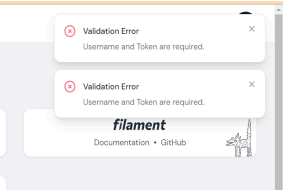 Validation Error
Username and Token are required.
Validation Error
Username and Token are required.
filament
Documentation • GitHub